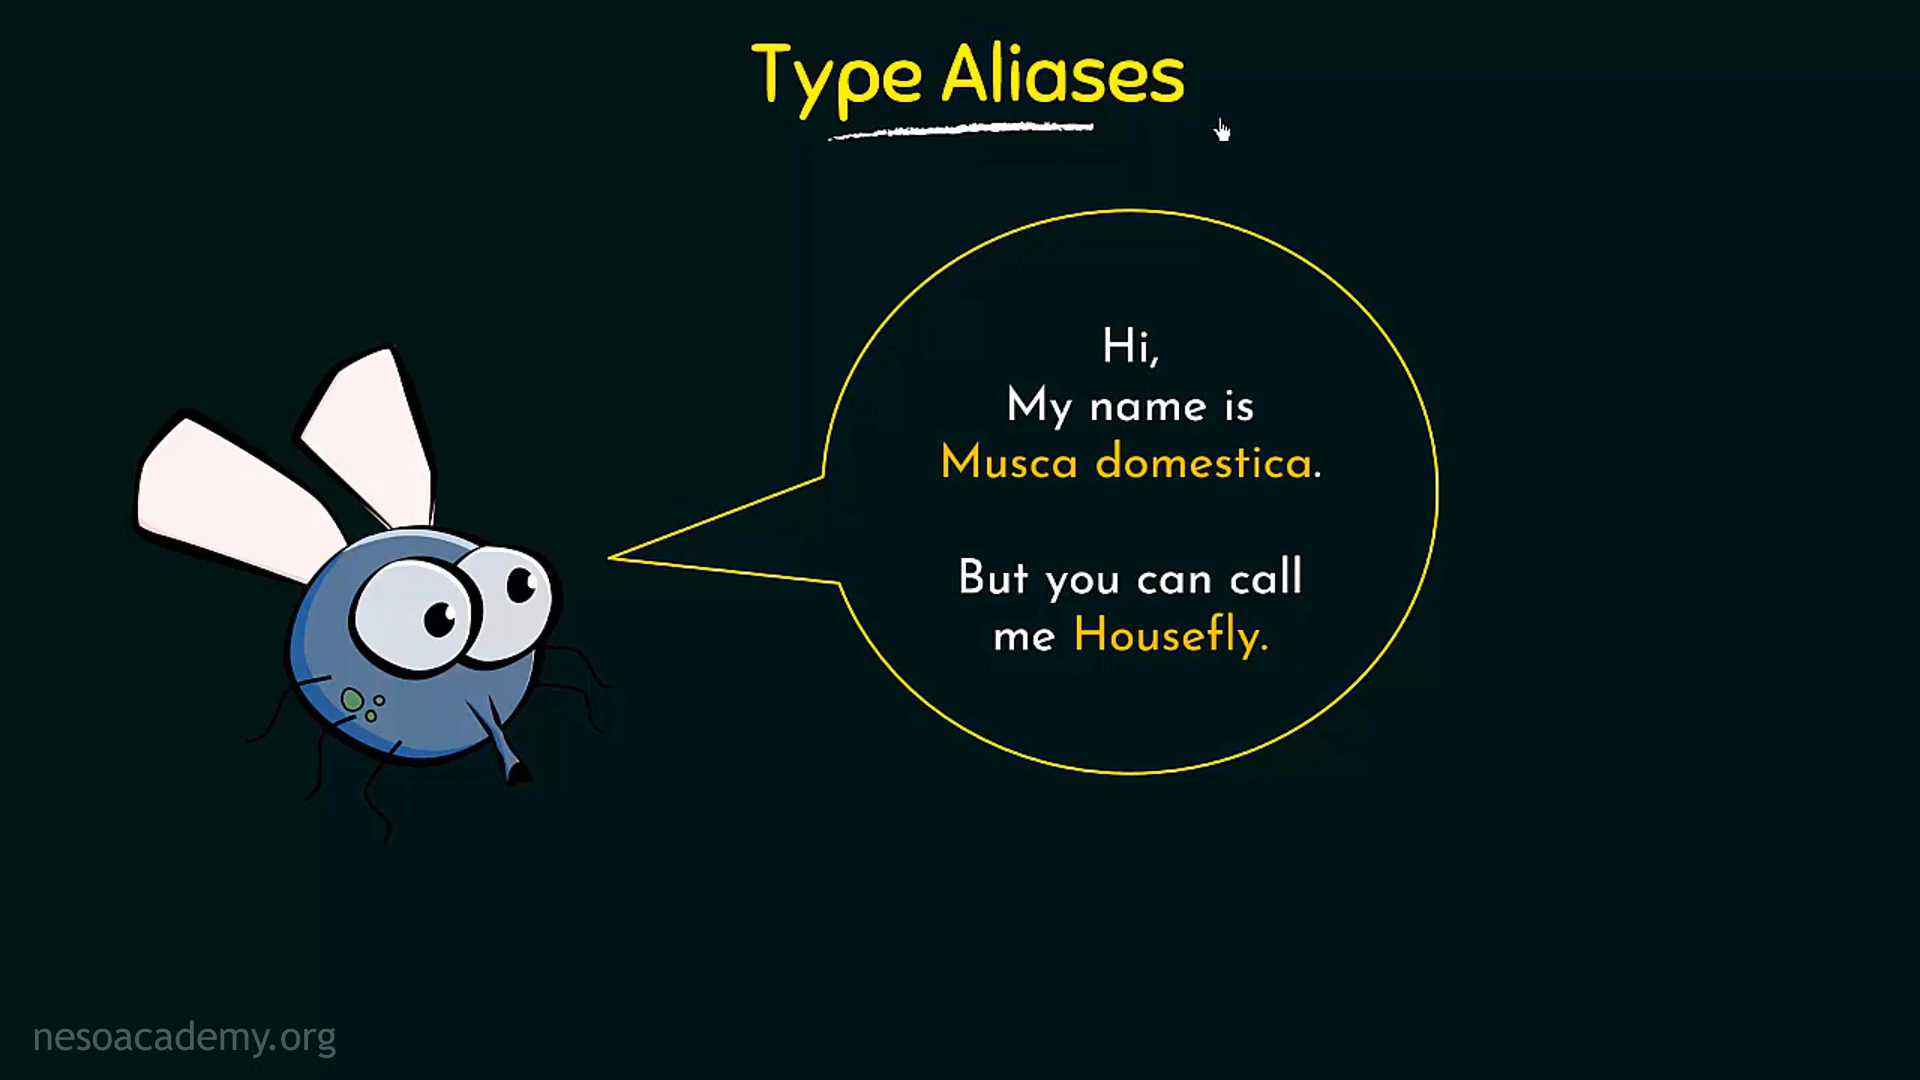 Type Aliases
Hi,
My name is
Musca domestica.
But you can call
me Housefly.
nesoacademy.org